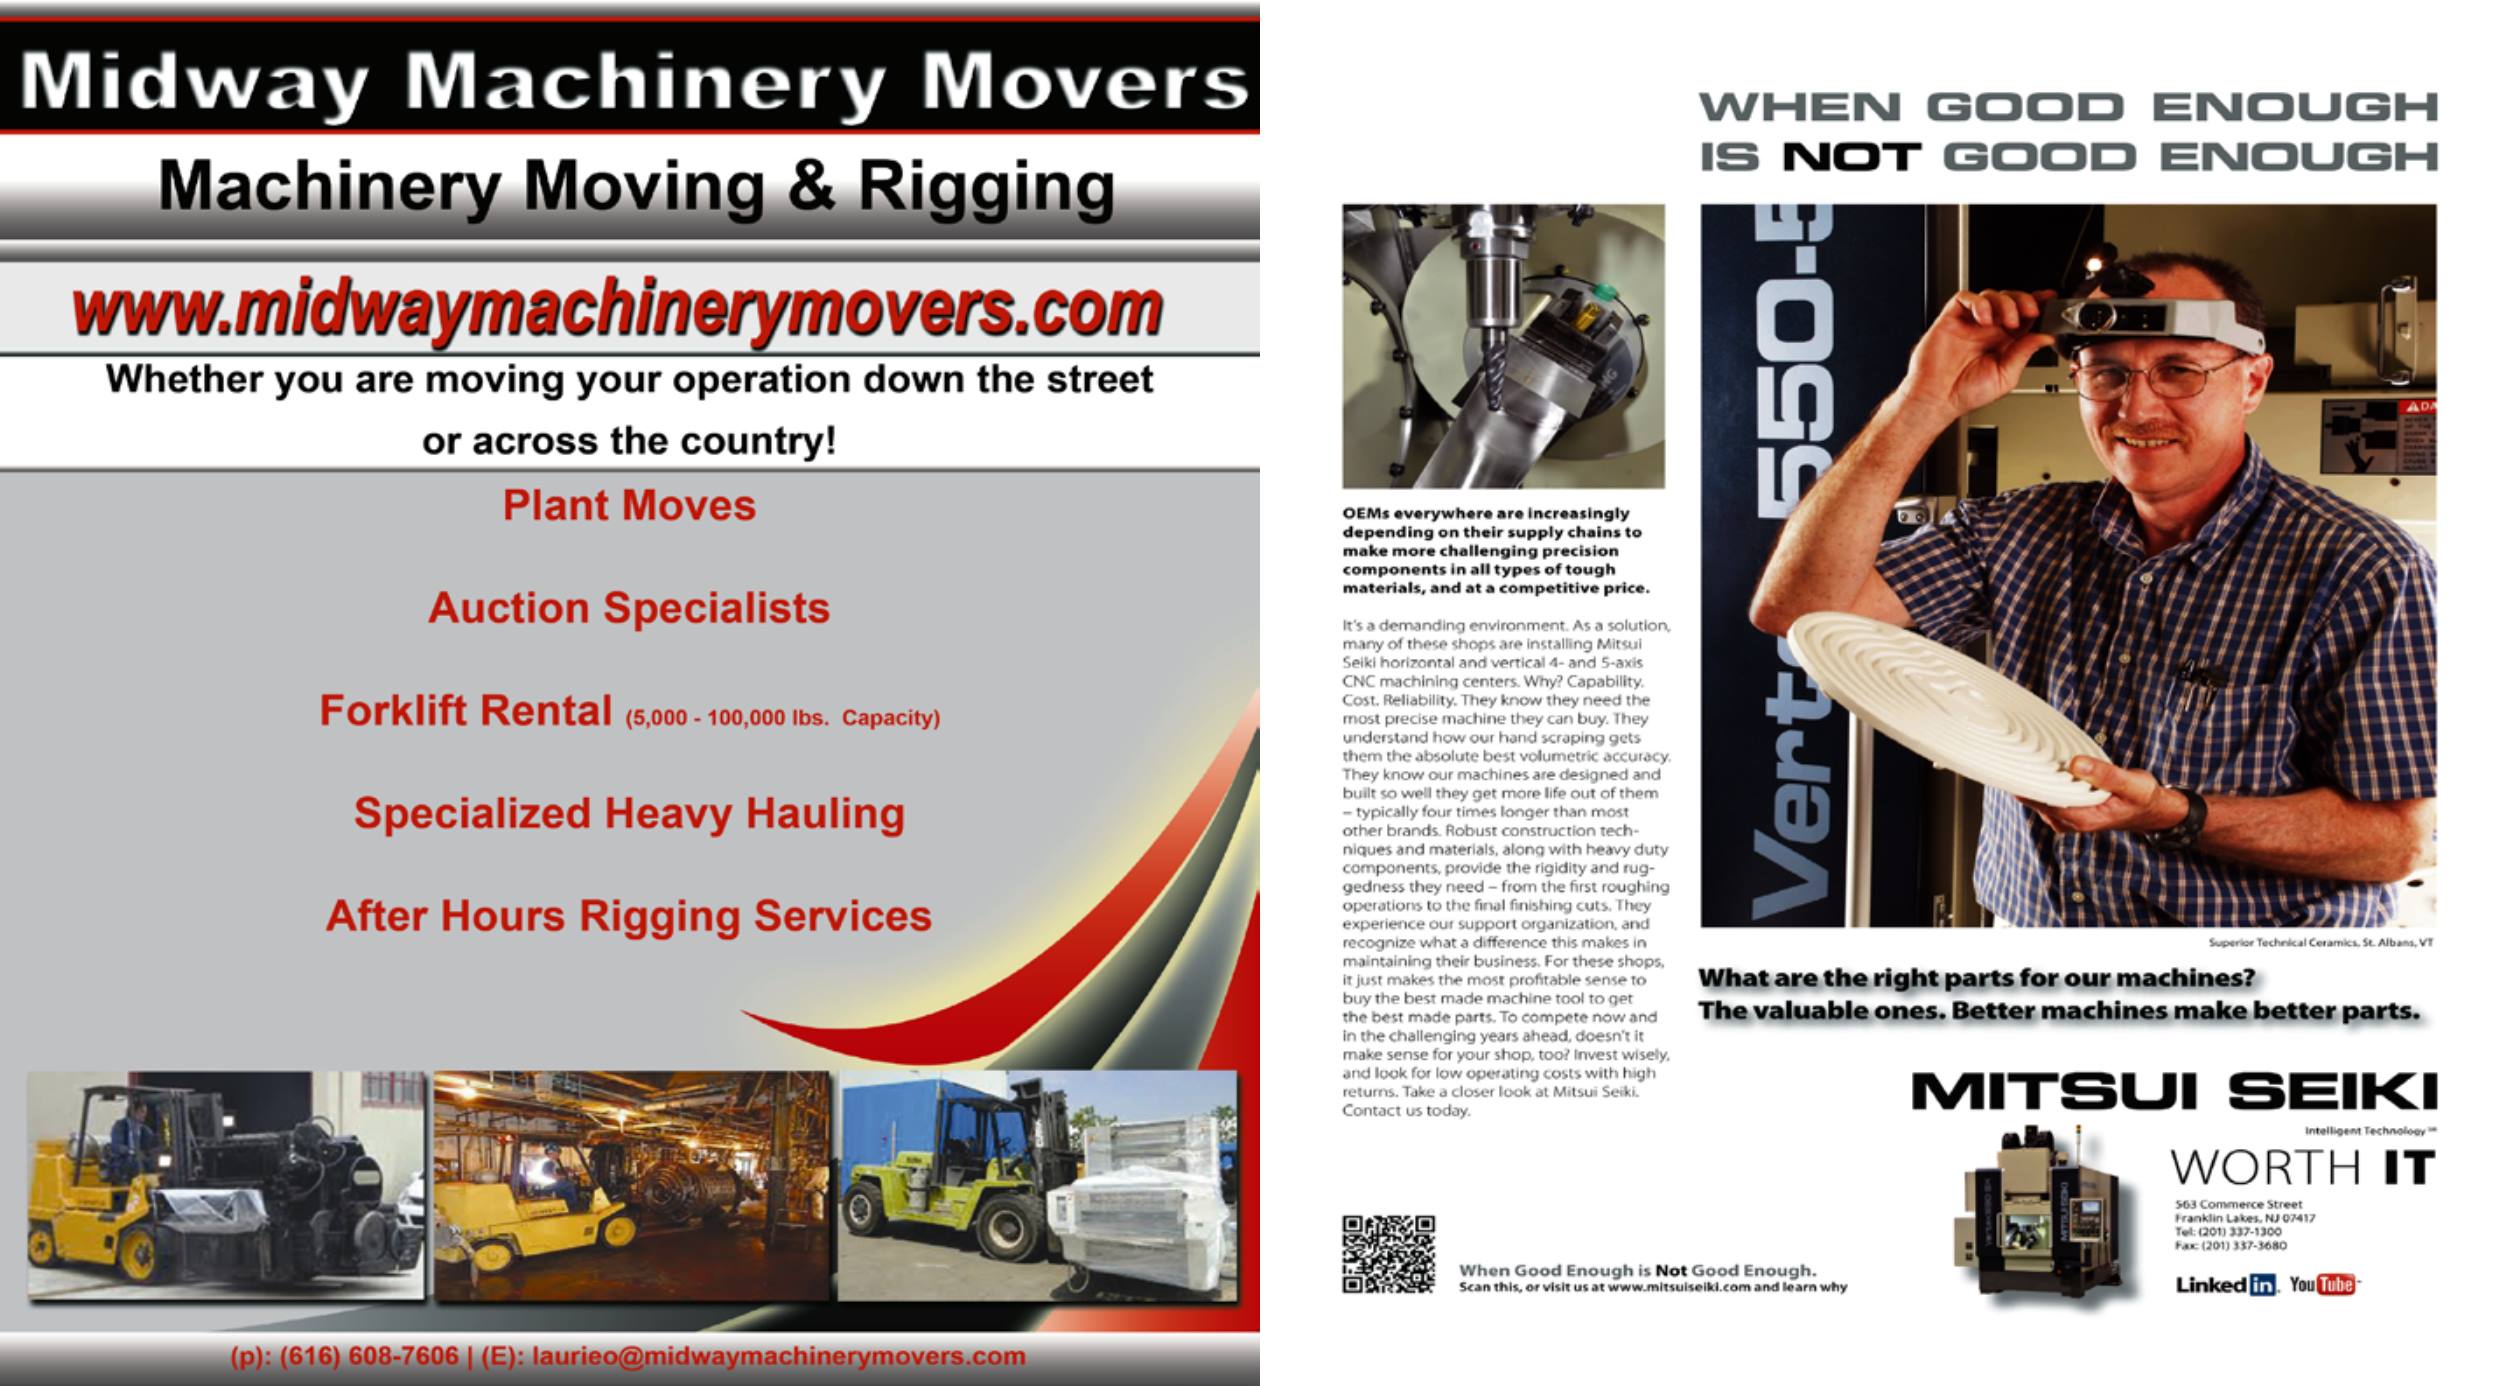 Midway Machinery Movers
Machinery Moving & Rigging
www.midwaymachinerymovers.com
Whether you are moving your operation down the street
or across the country!
Plant Moves
Auction Specialists
Forklift Rental (5,000 - 100,000 lbs. Capacity)
Specialized Heavy Hauling
After Hours Rigging Services
(p): (616) 608-7606 | (E): laurieo@midwaymachinerymovers.com
WHEN GOOD ENOUGH
IS NOT GOOD ENOUGH
OEMs everywhere are increasingly
depending on their supply chains to
make more challenging precision
components in all types of tough
materials, and at a competitive price.
It's a demanding environment. As a solution,
many of these shops are installing Mitsui
Seiki horizontal and vertical 4- and 5-axis
CNC machining centers. Why? Capability.
Cost. Reliability. They know they need the
most precise machine they can buy. They
understand how our hand scraping gets
them the absolute best volumetric accuracy.
They know our machines are designed and
built so well they get more life out of them
– typically four times longer than most
other brands. Robust construction tech-
niques and materials, along with heavy duty
components, provide the rigidity and rug-
gedness they need – from the first roughing
operations to the final finishing cuts. They
experience our support organization, and
recognize what a difference this makes in
maintaining their business. For these shops,
it just makes the most profitable sense to
buy the best made machine tool to get
the best made parts. To compete now and
in the challenging years ahead, doesn't it
make sense for your shop, too? Invest wisely,
and look for low operating costs with high
returns. Take a closer look at Mitsui Seiki.
Contact us today.
550-5
Superior Technical Ceramics, St. Albans, VT
What are the right parts for our machines?
The valuable ones. Better machines make better parts.
MITSUI SEIKI
Intelligent Technology SM
WORTH IT
563 Commerce Street
Franklin Lakes, NJ 07417
Tel: (201) 337-1300
Fax: (201) 337-3680
LinkedIn. YouTube
When Good Enough is Not Good Enough.
Scan this, or visit us at www.mitsuiseiki.com and learn why
MITSUI SEIKI